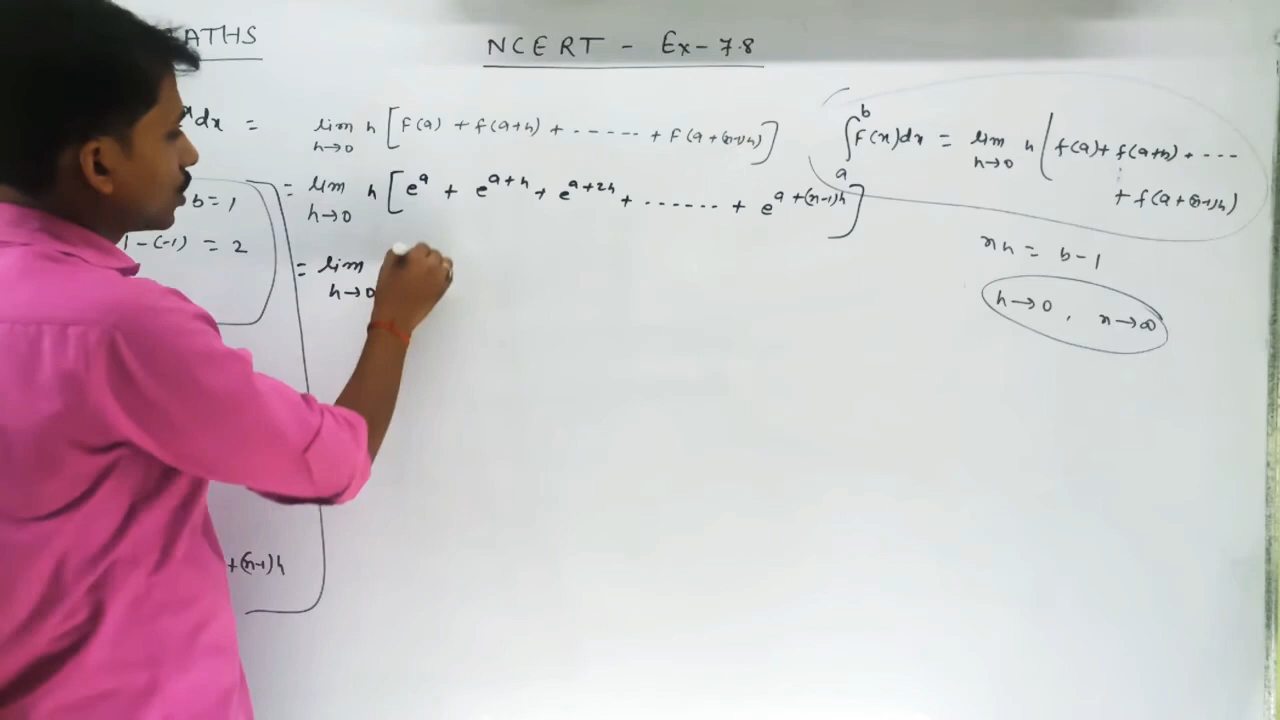 ATHS
NCERT - Ex-7.8
dx = lim h→0 h [f(a) + f(a+h) + ...... + f(a+(n-1)h)]
= lim h→0 h [e^a + e^(a+h) + e^(a+2h) + ....... + e^(a+(n-1)h)]
b=1
1-(-1) = 2
= lim h→0
+(n-1)h
∫_a^b f(x)dx = lim h→0 h (f(a)+ f(a+h)+ ...
+ f(a+(n-1)h)
nh = b-1
h→0, n→∞